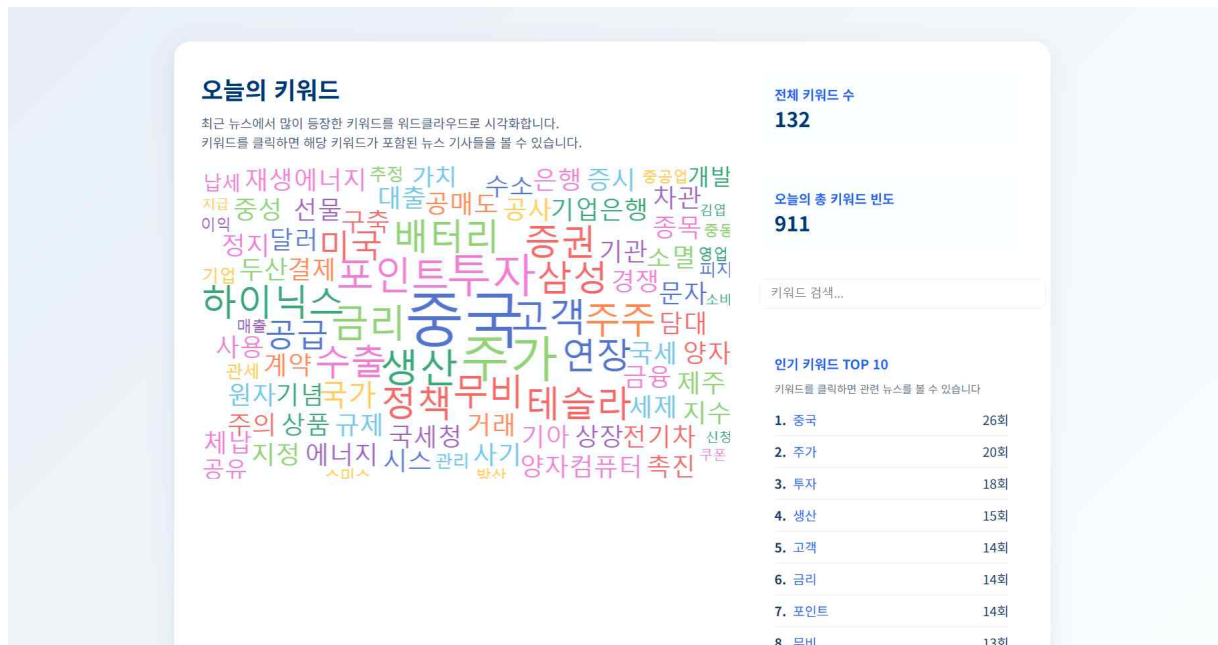 오늘의 키워드
최근 뉴스에서 많이 등장한 키워드를 워드클라우드로 시각화합니다.
키워드를 클릭하면 해당 키워드가 포함된 뉴스 기사들을 볼 수 있습니다.
납세 재생에너지 추정 가치 수소 은행 증시 중공업 개발
지급 중성 선물 구축 대출 공매도 공사 기업은행 차관 김엽
이익 정지 달러 미국 배터리 증권 기관 소멸 종목 중동 영업
기업 두산 결제 포인트 투자 삼성 경쟁 문자 피지 소비
하이닉스 금리 중국 고객 주주 담대
매출 공급 사용 수출 생산 주가 연장 국세 양자
관세 계약 원자 기념 국가 정책 무비 테슬라 금융 제주 세제 지수
주의 상품 규제 국세청 거래 기아 상장 전기차 신청
체납 지정 에너지 시스 관리 사기 양자컴퓨터 촉진 쿠폰
공유
전체 키워드 수
132
오늘의 총 키워드 빈도
911
키워드 검색...
인기 키워드 TOP 10
키워드를 클릭하면 관련 뉴스를 볼 수 있습니다
1. 중국 26회
2. 주가 20회
3. 투자 18회
4. 생산 15회
5. 고객 14회
6. 금리 14회
7. 포인트 14회
8. 무비 13회